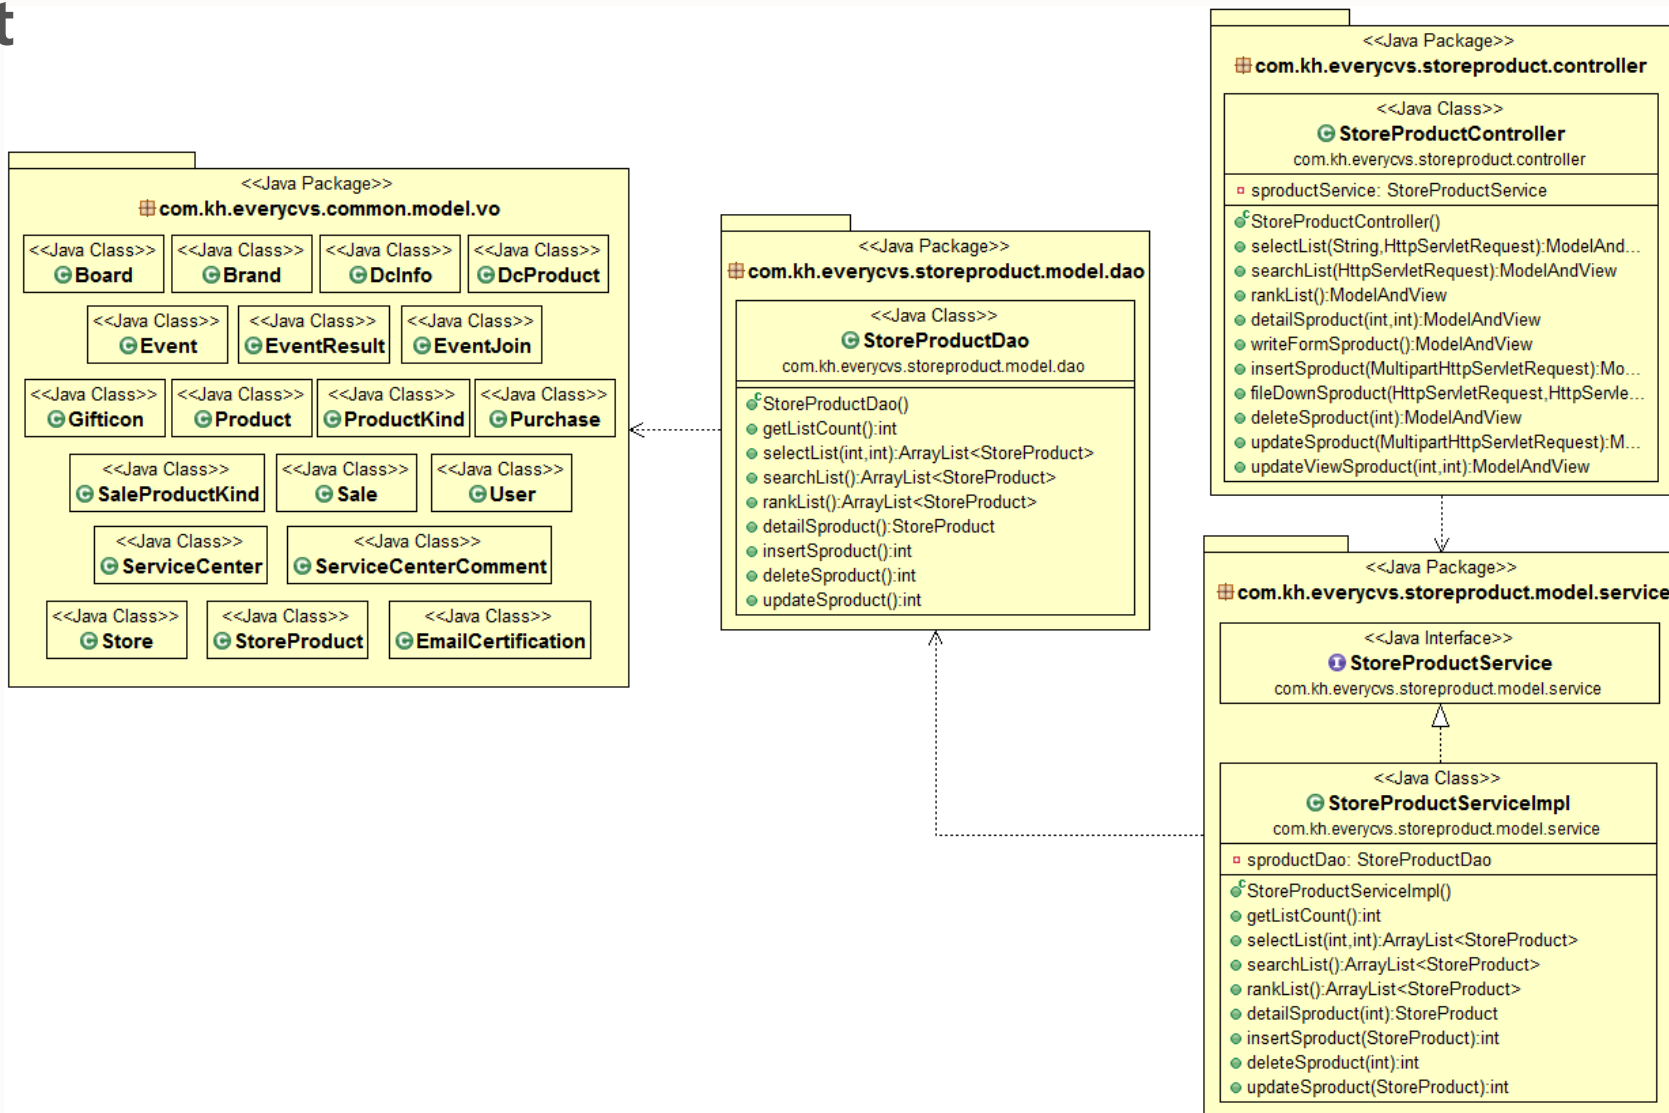 t
<<Java Package>>
com.kh.everycvs.common.model.vo
<<Java Class>> <<Java Class>> <<Java Class>> <<Java Class>>
Board Brand DcInfo DcProduct
<<Java Class>> <<Java Class>> <<Java Class>>
Event EventResult EventJoin
<<Java Class>> <<Java Class>> <<Java Class>> <<Java Class>>
Gifticon Product ProductKind Purchase
<<Java Class>> <<Java Class>> <<Java Class>>
SaleProductKind Sale User
<<Java Class>> <<Java Class>>
ServiceCenter ServiceCenterComment
<<Java Class>> <<Java Class>> <<Java Class>>
Store StoreProduct EmailCertification
<<Java Package>>
com.kh.everycvs.storeproduct.model.dao
<<Java Class>>
StoreProductDao
com.kh.everycvs.storeproduct.model.dao
StoreProductDao()
getListCount():int
selectList(int,int):ArrayList<StoreProduct>
searchList():ArrayList<StoreProduct>
rankList():ArrayList<StoreProduct>
detailSproduct():StoreProduct
insertSproduct():int
deleteSproduct():int
updateSproduct():int
<<Java Package>>
com.kh.everycvs.storeproduct.controller
<<Java Class>>
StoreProductController
com.kh.everycvs.storeproduct.controller
sproductService: StoreProductService
StoreProductController()
selectList(String,HttpServletRequest):ModelAnd...
searchList(HttpServletRequest):ModelAndView
rankList():ModelAndView
detailSproduct(int,int):ModelAndView
writeFormSproduct():ModelAndView
insertSproduct(MultipartHttpServletRequest):Mo...
fileDownSproduct(HttpServletRequest,HttpServle...
deleteSproduct(int):ModelAndView
updateSproduct(MultipartHttpServletRequest):M...
updateViewSproduct(int,int):ModelAndView
<<Java Package>>
com.kh.everycvs.storeproduct.model.service
<<Java Interface>>
StoreProductService
com.kh.everycvs.storeproduct.model.service
<<Java Class>>
StoreProductServiceImpl
com.kh.everycvs.storeproduct.model.service
sproductDao: StoreProductDao
StoreProductServiceImpl()
getListCount():int
selectList(int,int):ArrayList<StoreProduct>
searchList():ArrayList<StoreProduct>
rankList():ArrayList<StoreProduct>
detailSproduct(int):StoreProduct
insertSproduct(StoreProduct):int
deleteSproduct(int):int
updateSproduct(StoreProduct):int